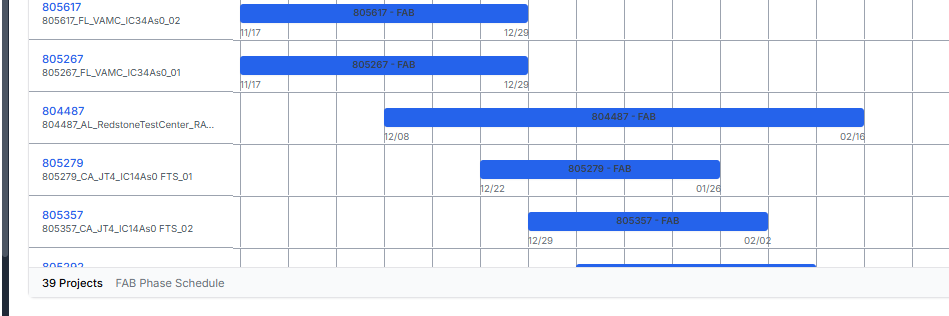 805617
805617_FL_VAMC_IC34As0_02
805617 - FAB
11/17 12/29
805267
805267_FL_VAMC_IC34As0_01
805267 - FAB
11/17 12/29
804487
804487_AL_RedstoneTestCenter_RA...
804487 - FAB
12/08 02/16
805279
805279_CA_JT4_IC14As0 FTS_01
805279 - FAB
12/22 01/26
805357
805357_CA_JT4_IC14As0 FTS_02
805357 - FAB
12/29 02/02
39 Projects FAB Phase Schedule